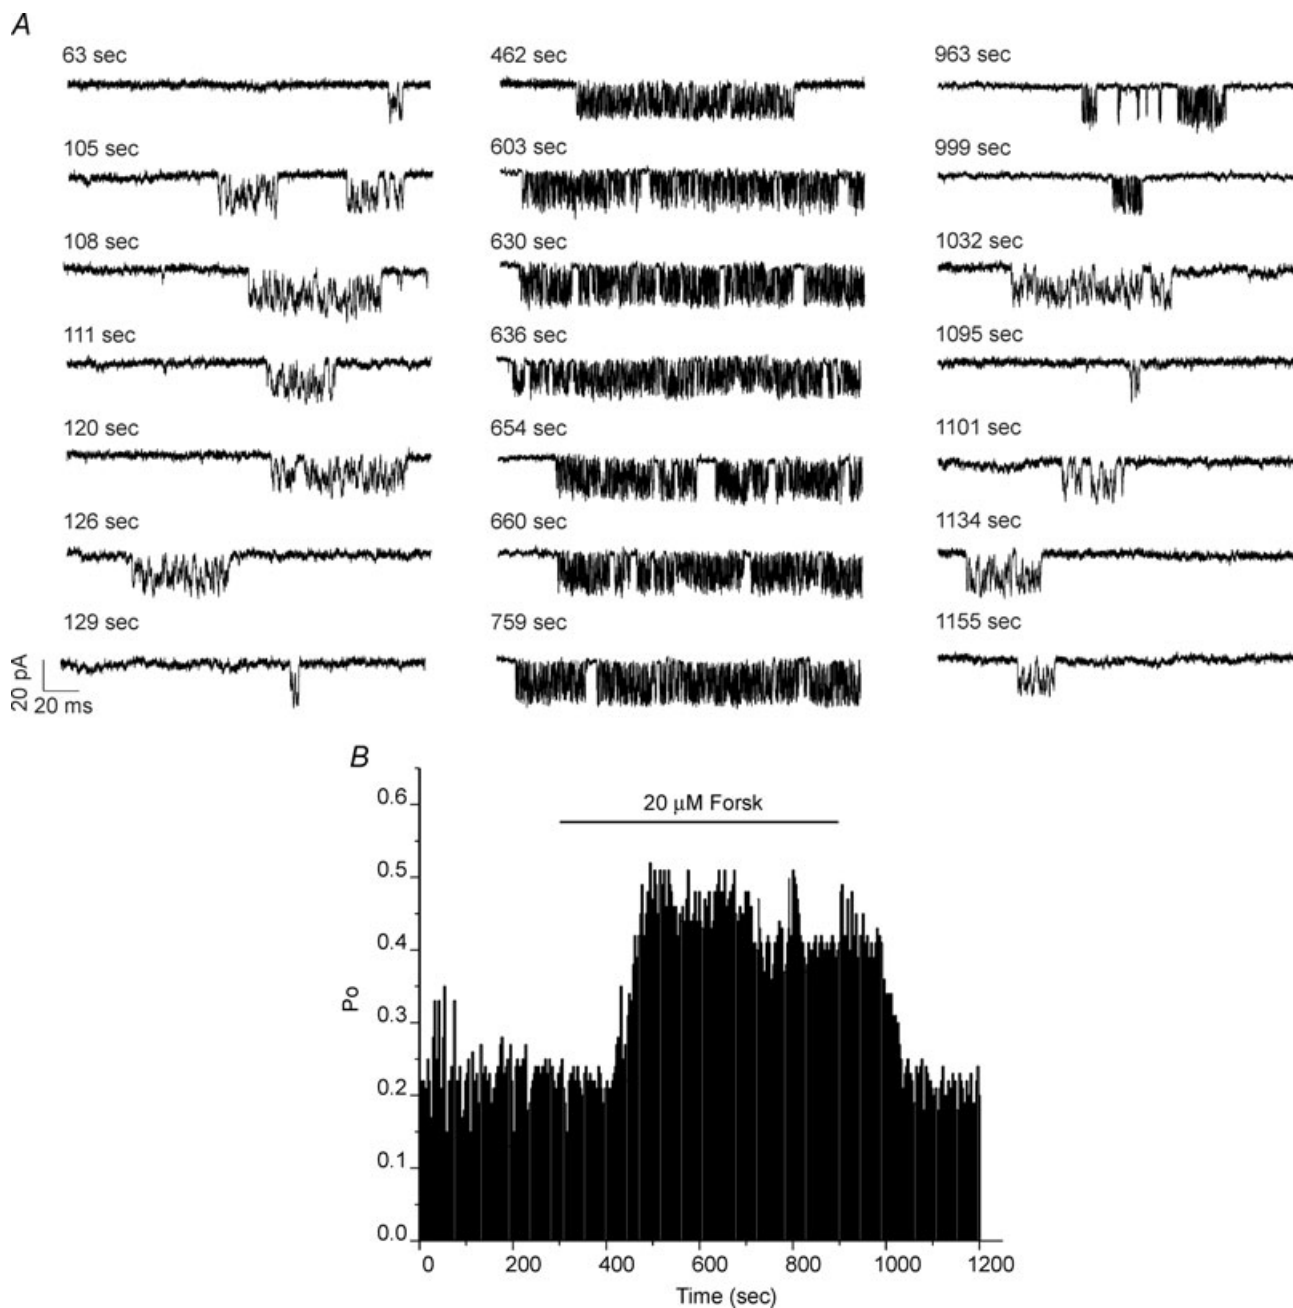 A
63 sec
105 sec
108 sec
111 sec
120 sec
126 sec
129 sec
20 pA
20 ms
462 sec
603 sec
630 sec
636 sec
654 sec
660 sec
759 sec
963 sec
999 sec
1032 sec
1095 sec
1101 sec
1134 sec
1155 sec
B
20 μM Forsk
Po
0.6
0.5
0.4
0.3
0.2
0.1
0.0
0 200 400 600 800 1000 1200
Time (sec)